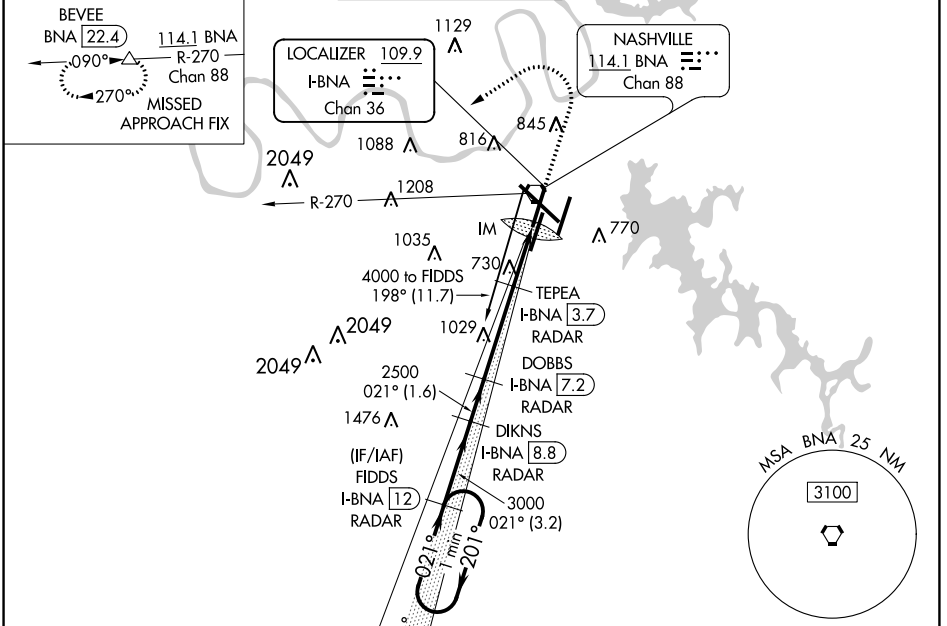 BEVEE
BNA 22.4
090°
270°
114.1 BNA
R-270
Chan 88
MISSED
APPROACH FIX
LOCALIZER 109.9
I-BNA
Chan 36
1129
NASHVILLE
114.1 BNA
Chan 88
1088
816
845
2049
1208
R-270
IM
770
1035
730
4000 to FIDDS
198° (11.7)
TEPEA
I-BNA 3.7
RADAR
1029
2049
2049
2500
021° (1.6)
DOBBS
I-BNA 7.2
RADAR
1476
DIKNS
I-BNA 8.8
RADAR
(IF/IAF)
FIDDS
I-BNA 12
RADAR
3000
021° (3.2)
021°
1 min
201°
MSA BNA 25 NM
3100